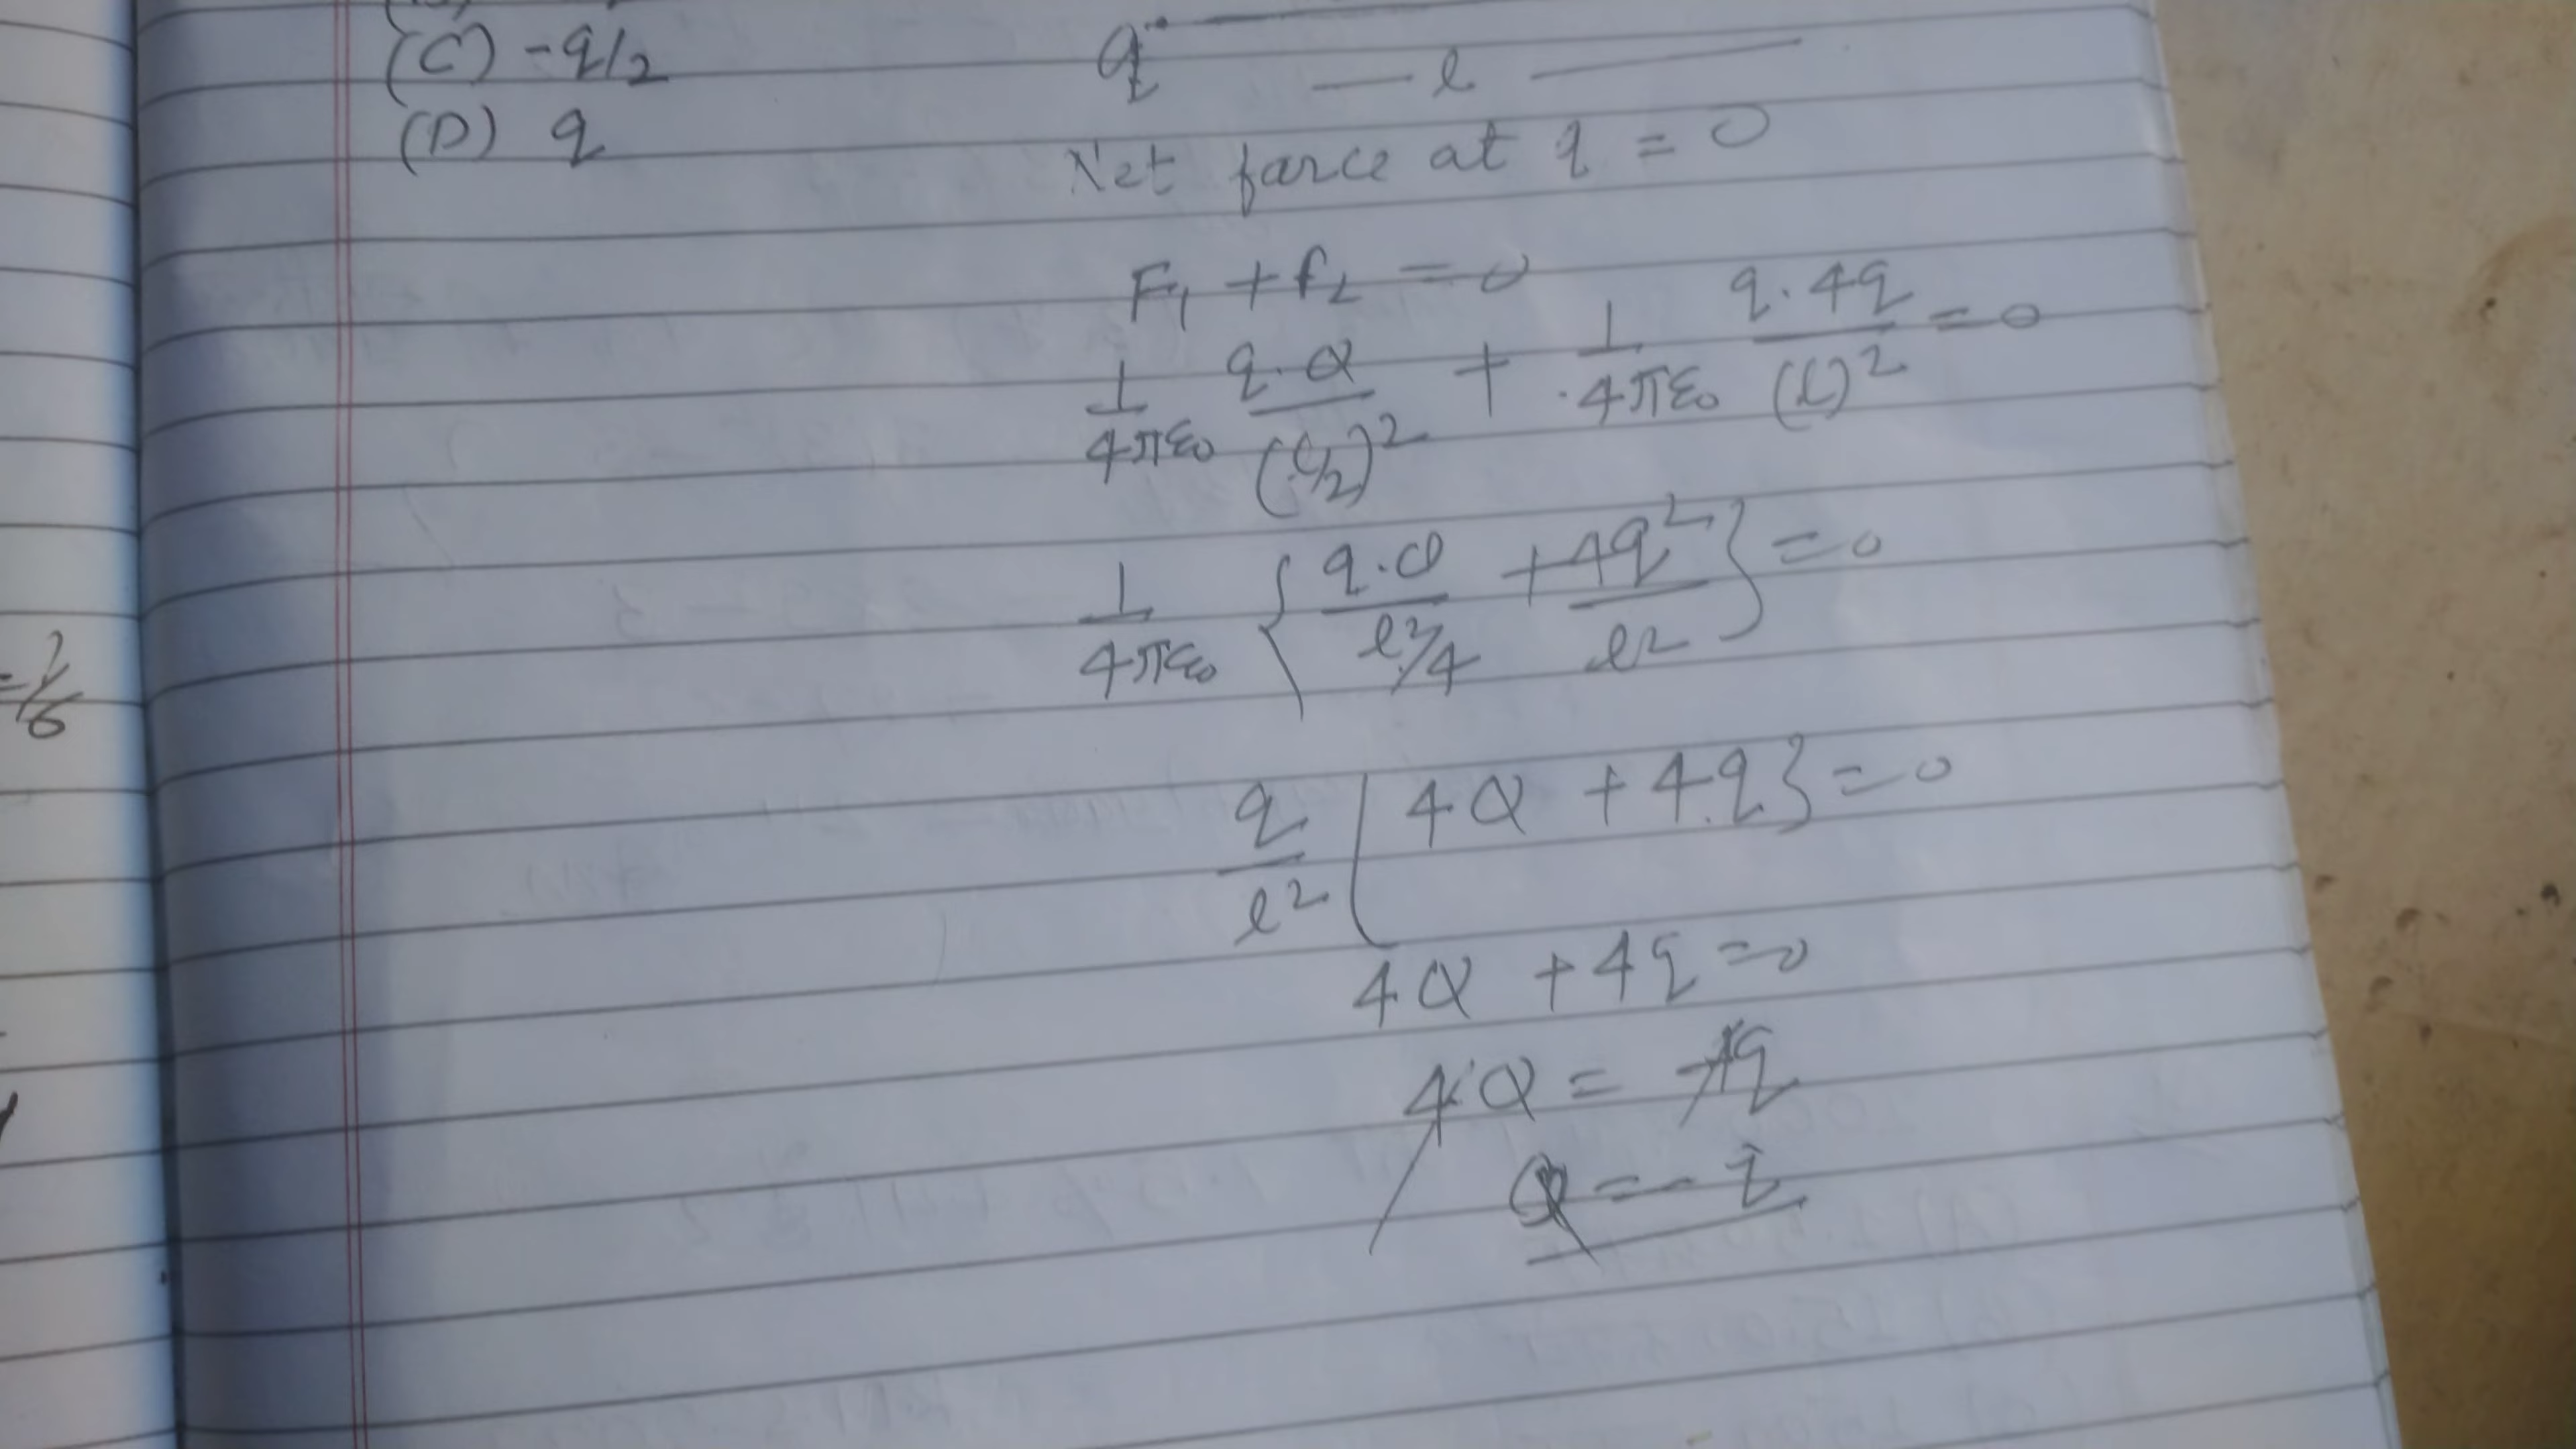 (C) -q/2
q — l —
(D) q
Net farce at q = 0
F₁ + f₂ = 0
1/4πε₀ q.Q/(l/2)² + 1/4πε₀ q.4q/(l)² = 0
1/4πε₀ { q.Q/l²/4 + 4q²/l² } = 0
q/l² { 4Q + 4q } = 0
4Q + 4q = 0
4Q = -4q
Q = - q